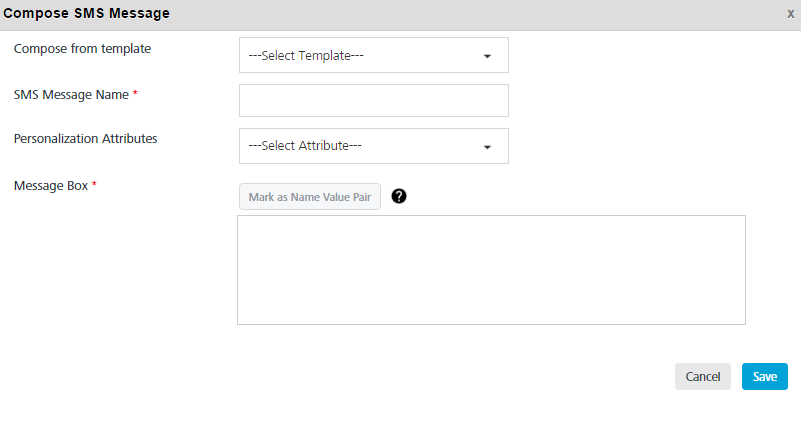 Compose SMS Message x
Compose from template
---Select Template---
SMS Message Name *
Personalization Attributes
---Select Attribute---
Message Box *
Mark as Name Value Pair ?
Cancel Save